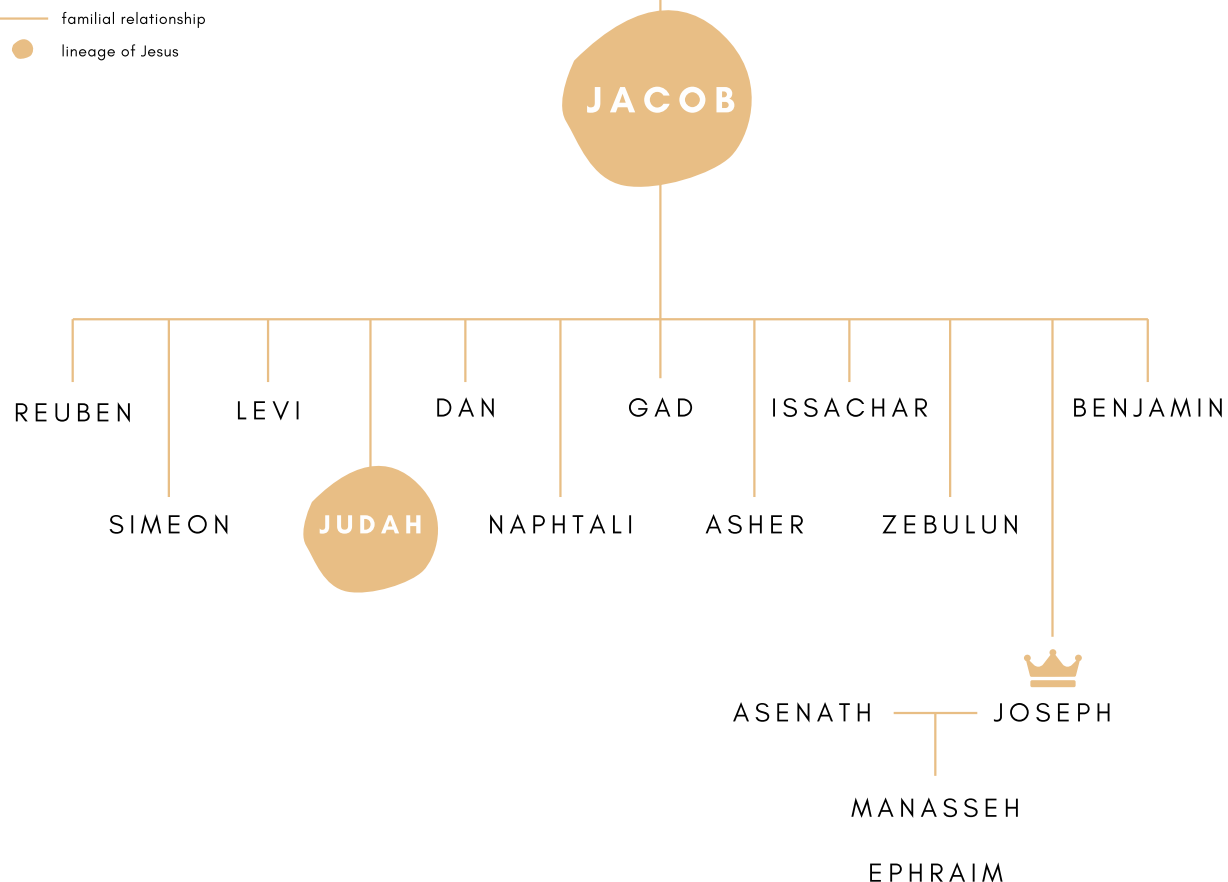 familial relationship
lineage of Jesus
JACOB
REUBEN
LEVI
DAN
GAD
ISSACHAR
BENJAMIN
SIMEON
JUDAH
NAPHTALI
ASHER
ZEBULUN
ASENATH
JOSEPH
MANASSEH
EPHRAIM